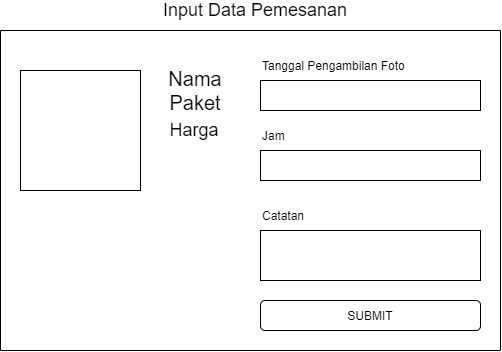 Input Data Pemesanan
Nama
Paket
Harga
Tanggal Pengambilan Foto
Jam
Catatan
SUBMIT